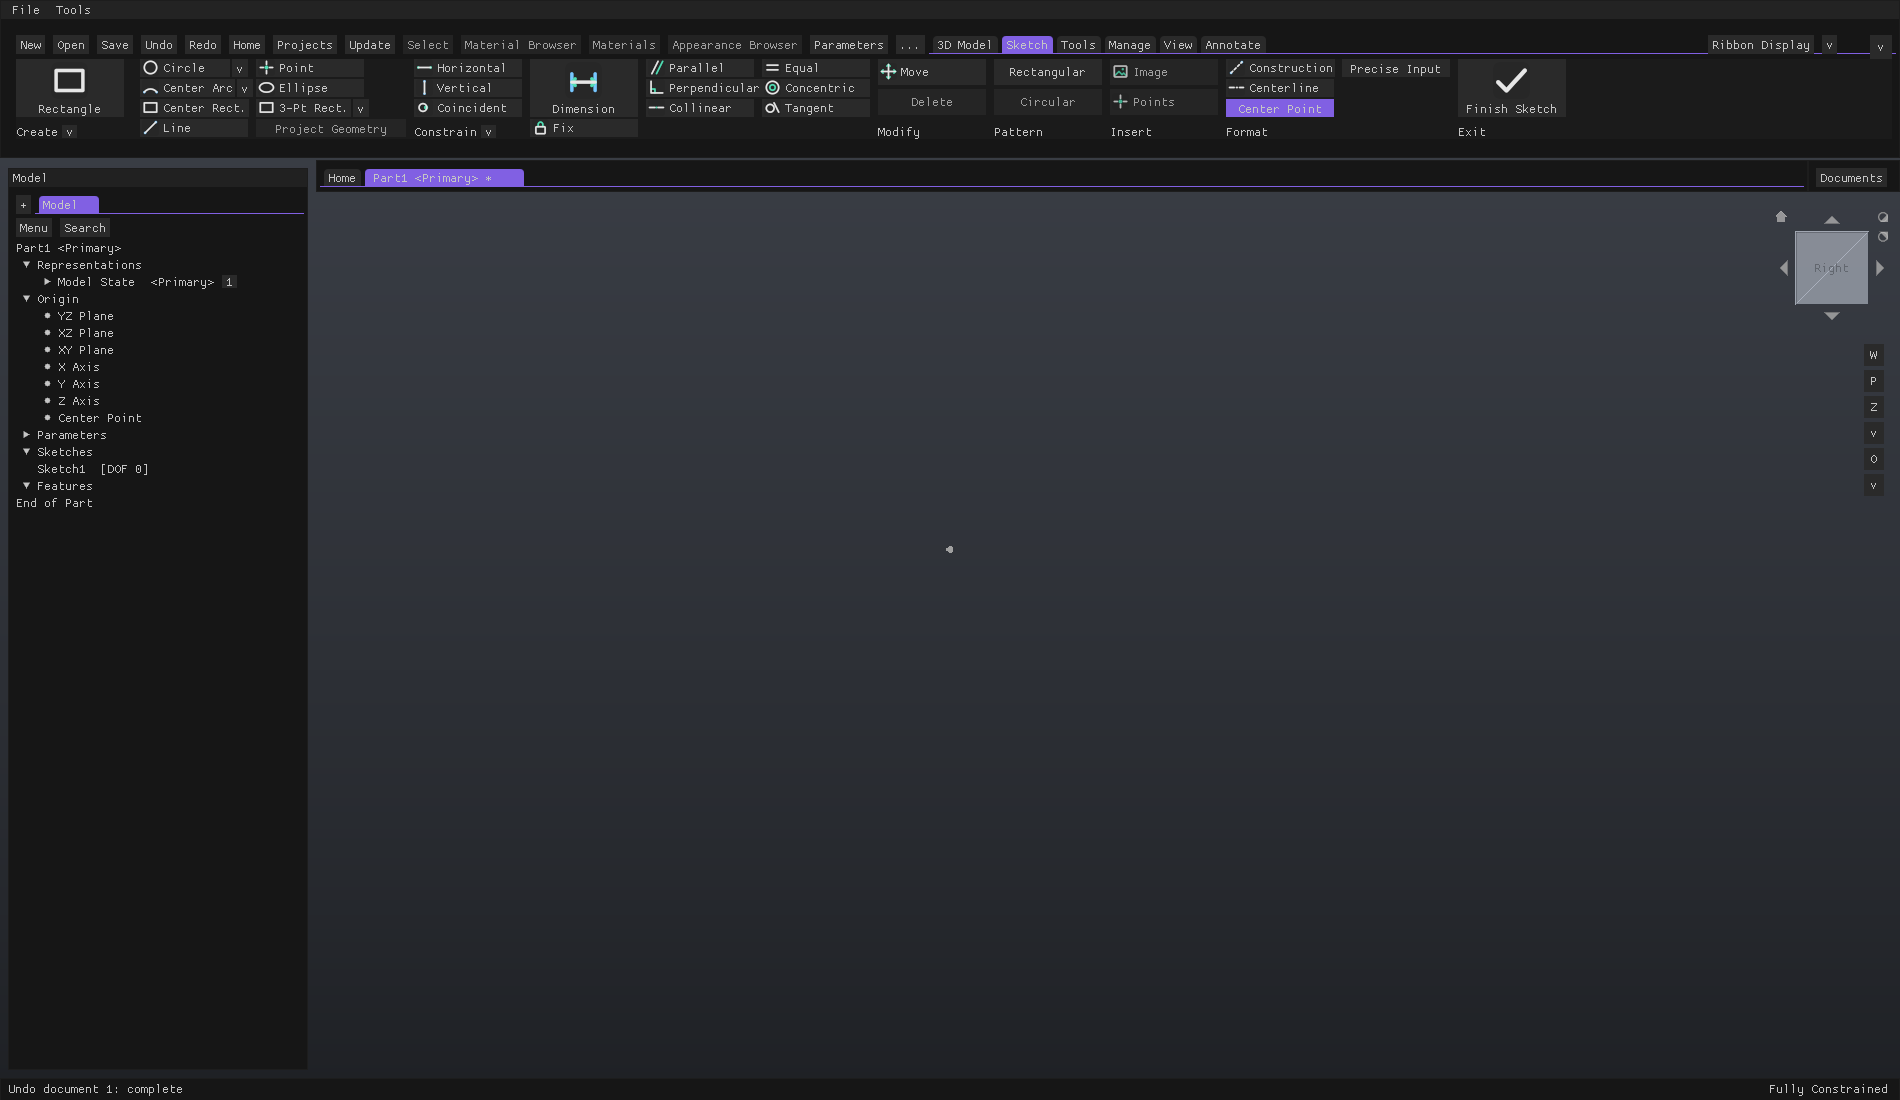 File Tools
New Open Save Undo Redo Home Projects Update Select Material Browser Materials Appearance Browser Parameters ... 3D Model Sketch Tools Manage View Annotate Ribbon Display v v
Circle v Point Horizontal Parallel Equal Move Rectangular Image Construction Precise Input
Center Arc v Ellipse Vertical Perpendicular Concentric Centerline
Rectangle Center Rect. 3-Pt Rect. v Coincident Dimension Collinear Tangent Delete Circular Points Center Point Finish Sketch
Line Project Geometry Fix
Create v Constrain v Modify Pattern Insert Format Exit
Model
Home Part1 <Primary> * Documents
+ Model
Menu Search
Part1 <Primary>
Representations
Model State <Primary> 1
Origin
YZ Plane
XZ Plane
XY Plane
X Axis
Y Axis
Z Axis
Center Point
Parameters
Sketches
Sketch1 [DOF 0]
Features
End of Part
Right
W
P
Z
v
O
v
Undo document 1: complete
Fully Constrained